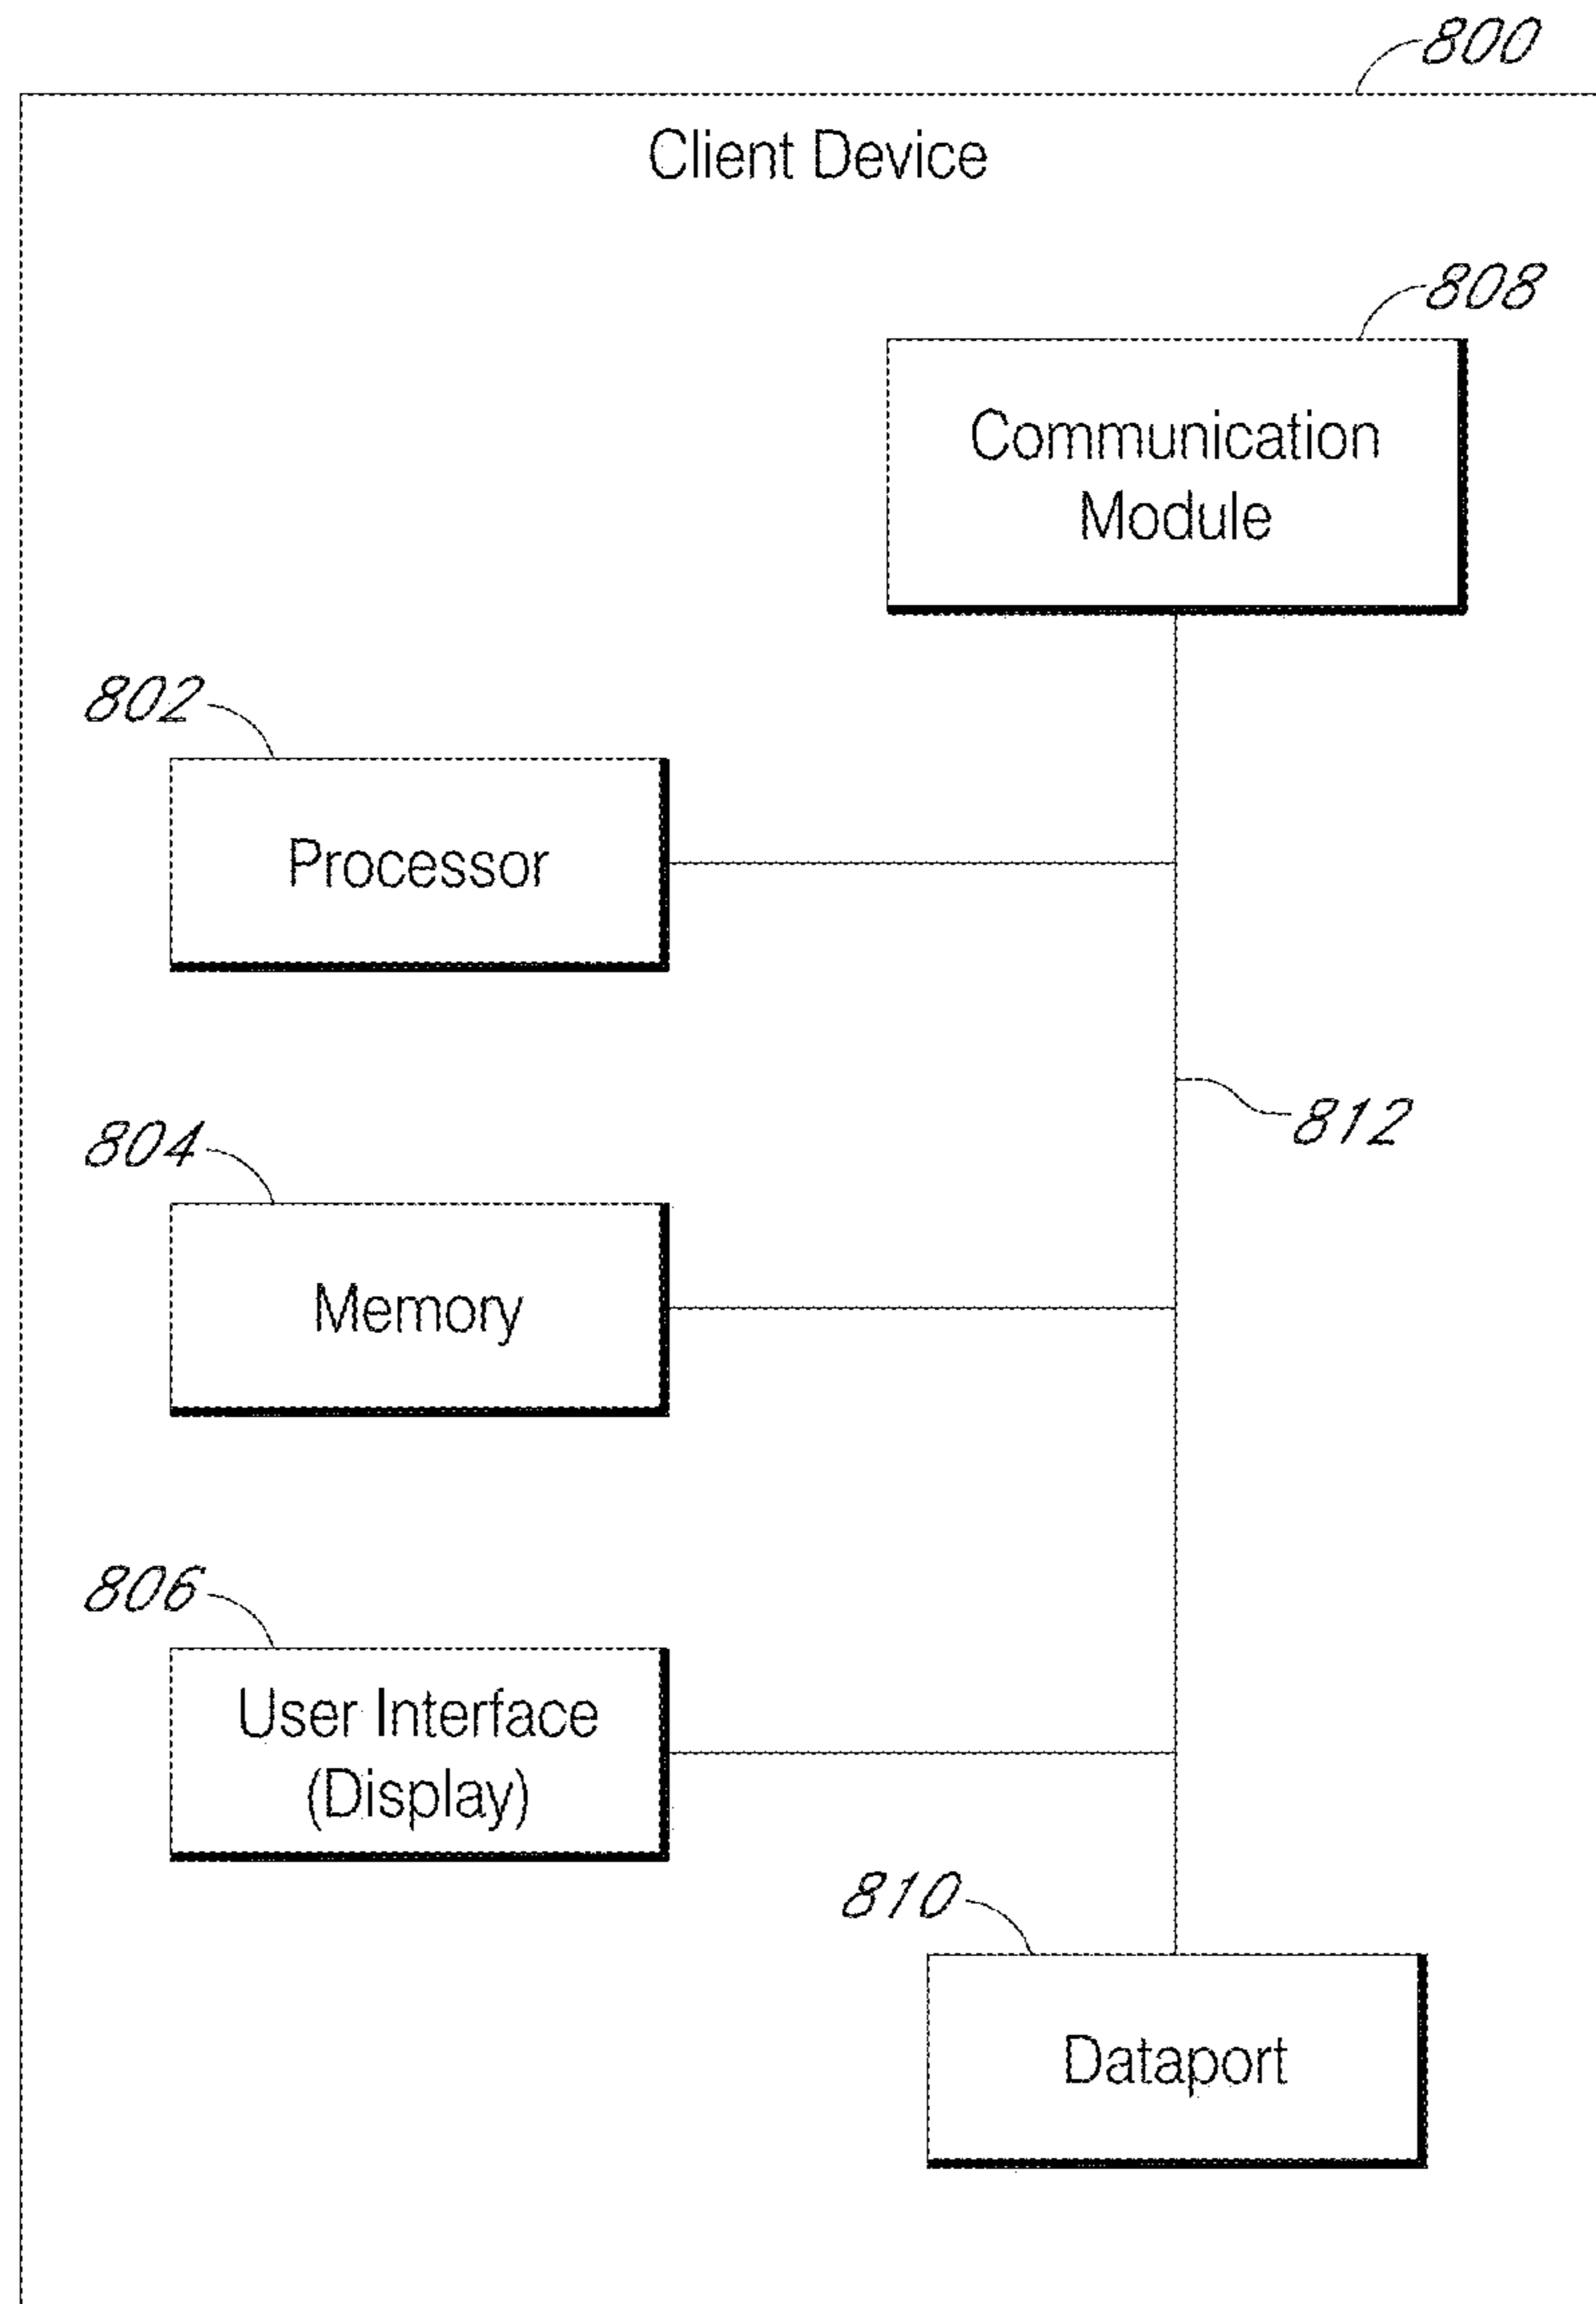 800
Client Device
808
Communication
Module
802
Processor
812
804
Memory
806
User Interface
(Display)
810
Dataport